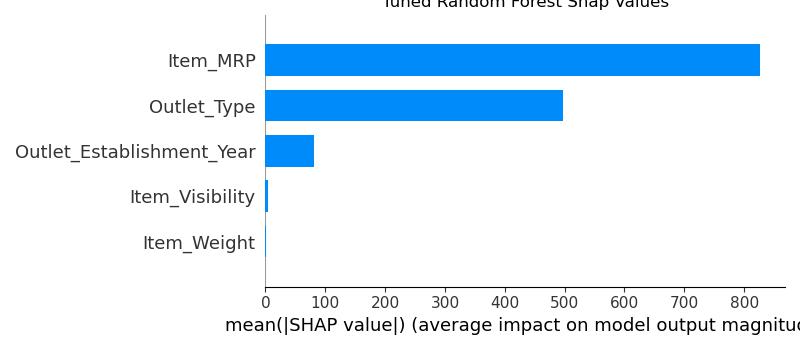 Tuned Random Forest Shap Values
Item_MRP
Outlet_Type
Outlet_Establishment_Year
Item_Visibility
Item_Weight
0 100 200 300 400 500 600 700 800
mean(|SHAP value|) (average impact on model output magnitud